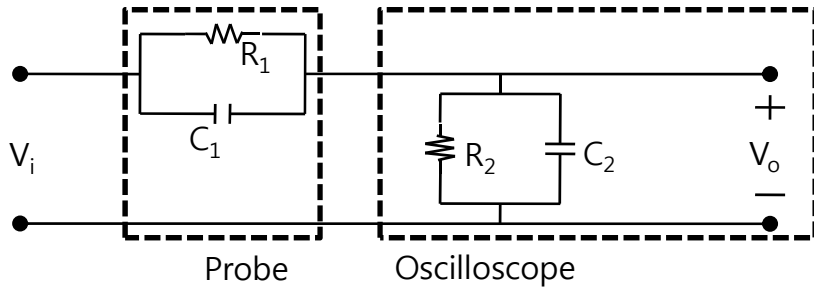 R₁
C₁
Vᵢ
R₂
C₂
+
Vₒ
−
Probe
Oscilloscope